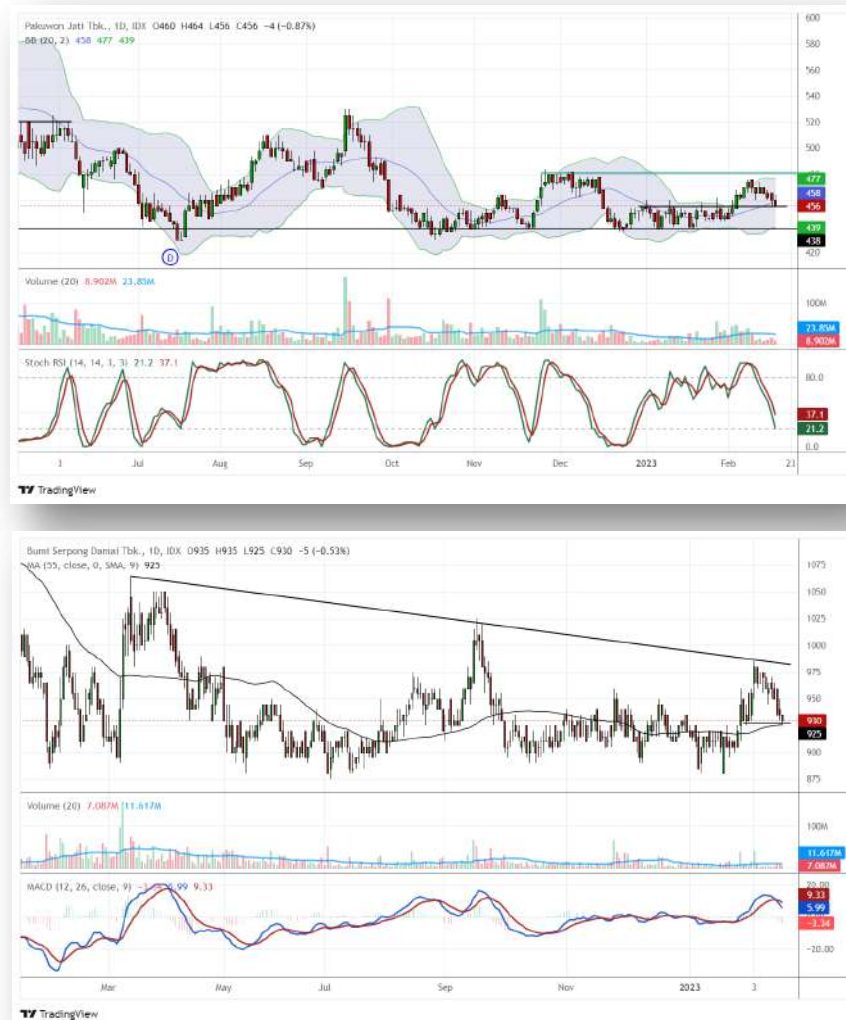 Pakuwon Jati Tbk., 1D, IDX O460 H464 L456 C456 −4 (−0.87%)
BB (20, 2) 458 477 439
600
580
560
540
520
500
477
458
456
439
438
420
D
Volume (20) 8.902M 23.85M
100M
23.85M
8.902M
Stoch RSI (14, 14, 3, 3) 21.2 37.1
80.0
37.1
21.2
0.0
Jul Aug Sep Oct Nov Dec 2023 Feb 23
TradingView
Bumi Serpong Damai Tbk., 1D, IDX O935 H935 L925 C930 −5 (−0.53%)
MA (55, close, 0, SMA, 9) 925
1075
1050
1025
1000
975
950
930
925
900
875
Volume (20) 7.087M 11.617M
100M
11.617M
7.087M
MACD (12, 26, close, 9) 5.99 9.33
20.00
9.33
5.99
−3.34
−20.00
Mar May Jul Sep Nov 2023 3
TradingView